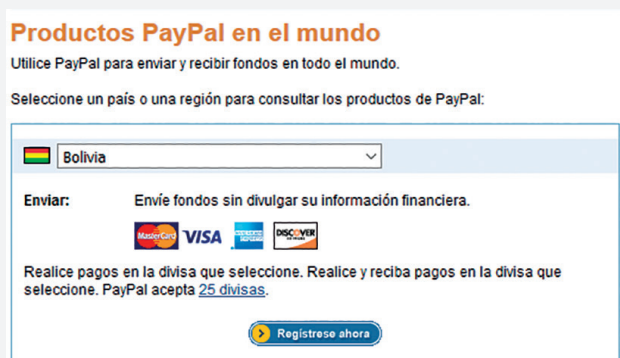 Productos PayPal en el mundo
Utilice PayPal para enviar y recibir fondos en todo el mundo.
Seleccione un país o una región para consultar los productos de PayPal:
Bolivia
Enviar: Envíe fondos sin divulgar su información financiera.
MasterCard VISA AMERICAN EXPRESS DISCOVER
Realice pagos en la divisa que seleccione. Realice y reciba pagos en la divisa que
seleccione. PayPal acepta 25 divisas.
Regístrese ahora